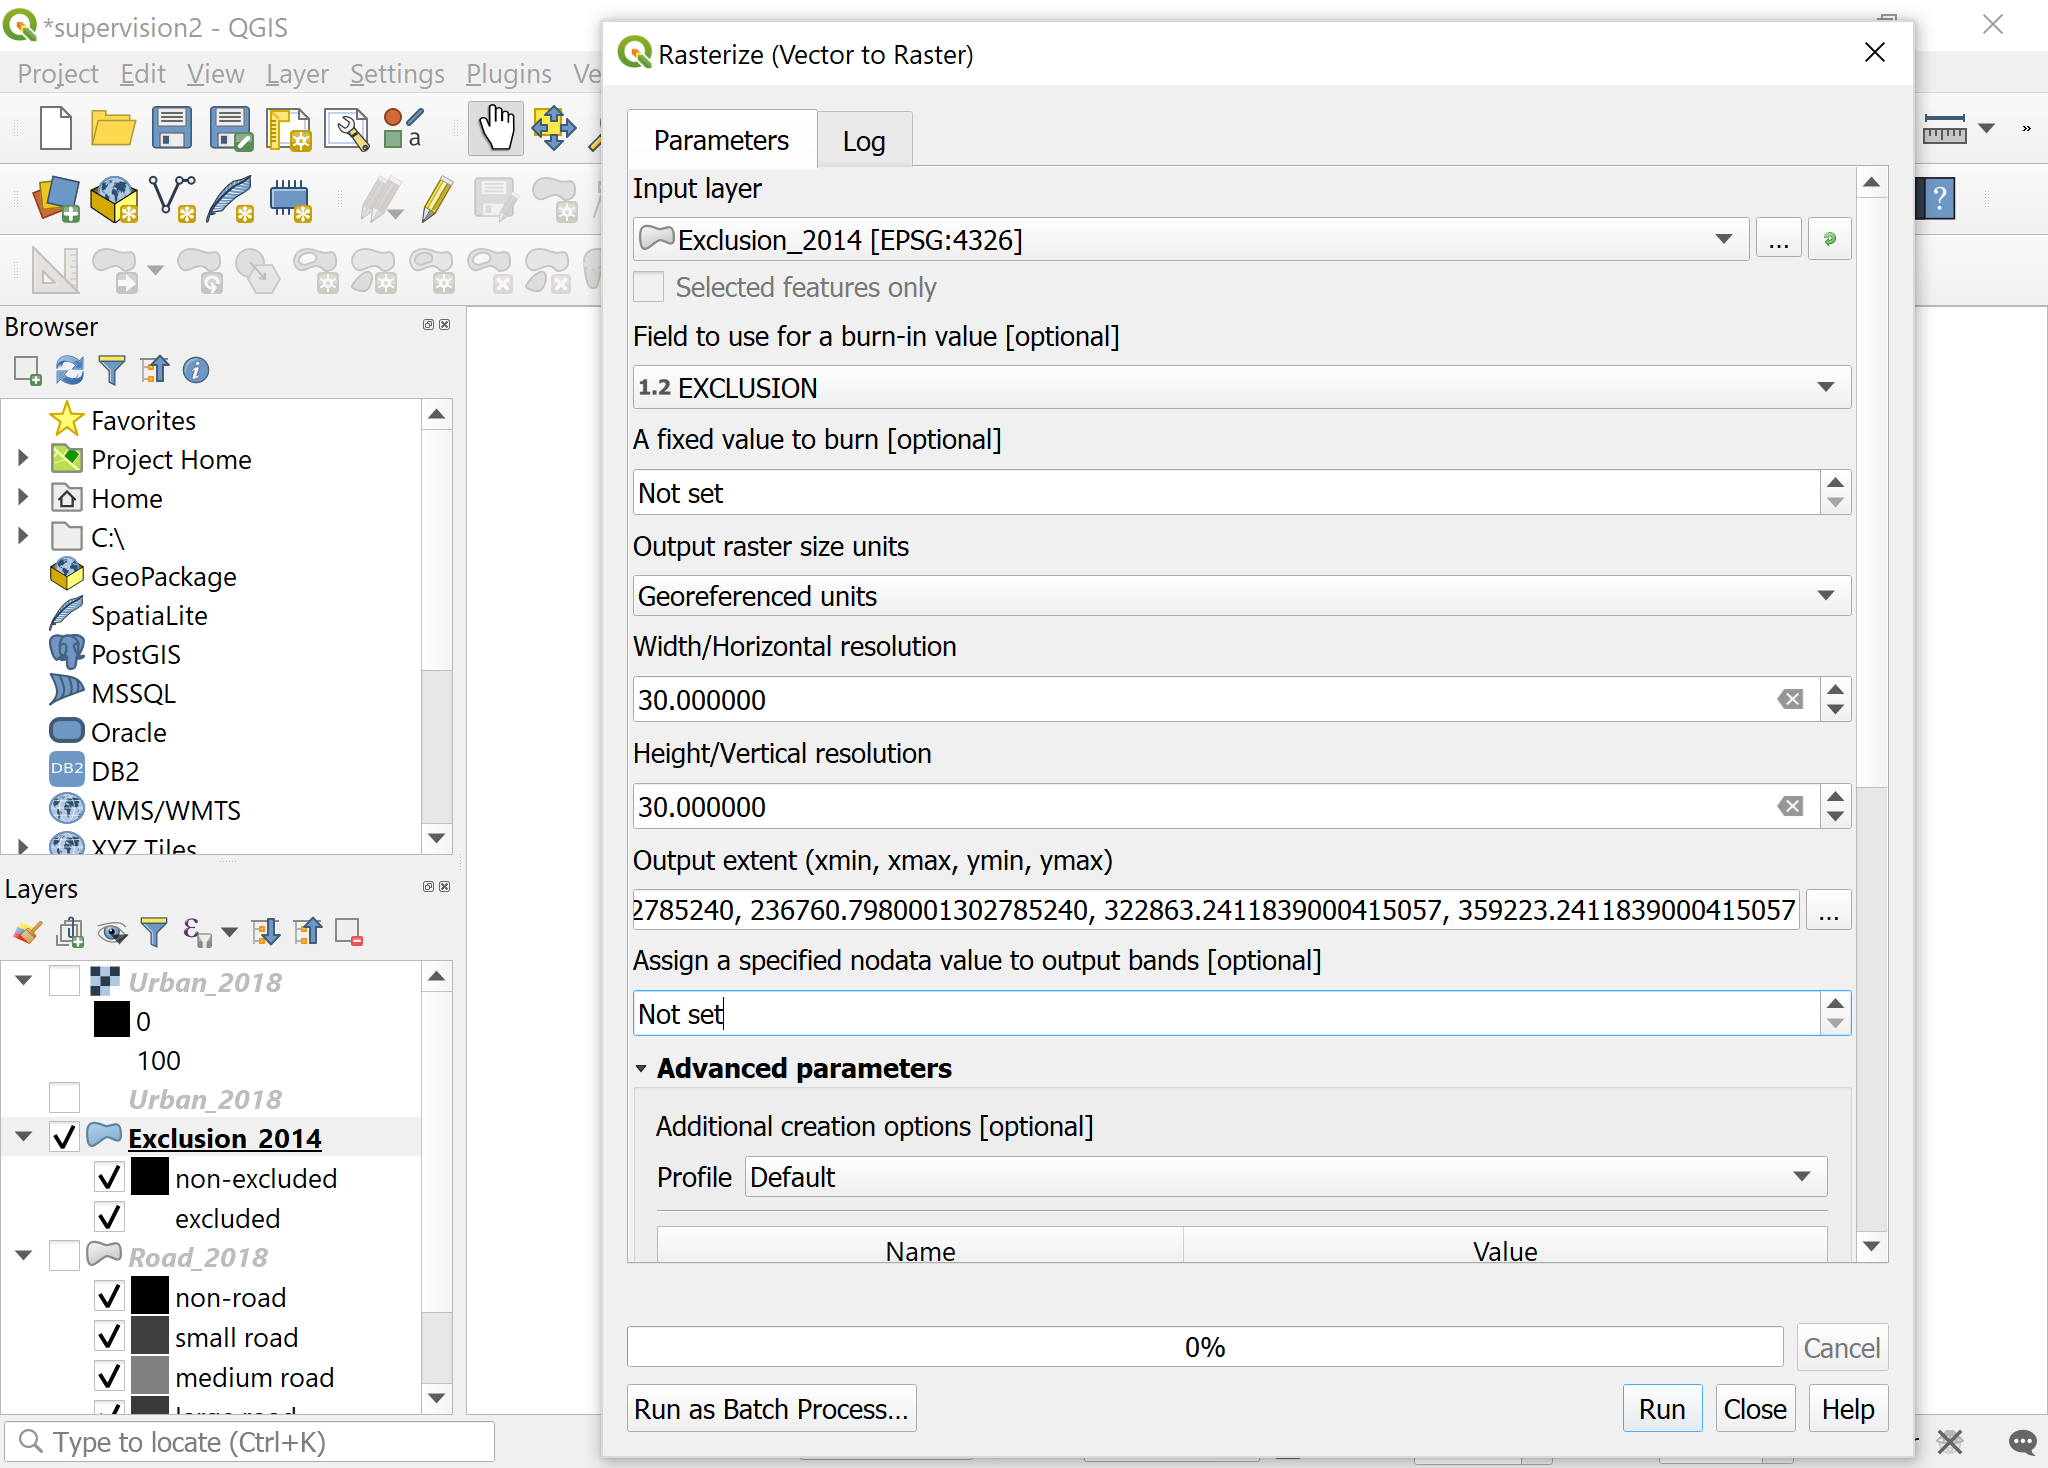 *supervision2 - QGIS
Project Edit View Layer Settings Plugins Ve
a
»
?
Browser
Favorites
Project Home
Home
C:\
GeoPackage
SpatiaLite
PostGIS
MSSQL
Oracle
DB2 DB2
WMS/WMTS
XYZ Tiles
Layers
Urban_2018
0
100
Urban_2018
Exclusion_2014
non-excluded
excluded
Road_2018
non-road
small road
medium road
large road
Type to locate (Ctrl+K)
Rasterize (Vector to Raster)
Parameters Log
Input layer
Exclusion_2014 [EPSG:4326] ...
Selected features only
Field to use for a burn-in value [optional]
1.2 EXCLUSION
A fixed value to burn [optional]
Not set
Output raster size units
Georeferenced units
Width/Horizontal resolution
30.000000
Height/Vertical resolution
30.000000
Output extent (xmin, xmax, ymin, ymax)
2785240, 236760.7980001302785240, 322863.2411839000415057, 359223.2411839000415057 ...
Assign a specified nodata value to output bands [optional]
Not set
Advanced parameters
Additional creation options [optional]
Profile Default
Name Value
0%
Cancel
Run as Batch Process... Run Close Help